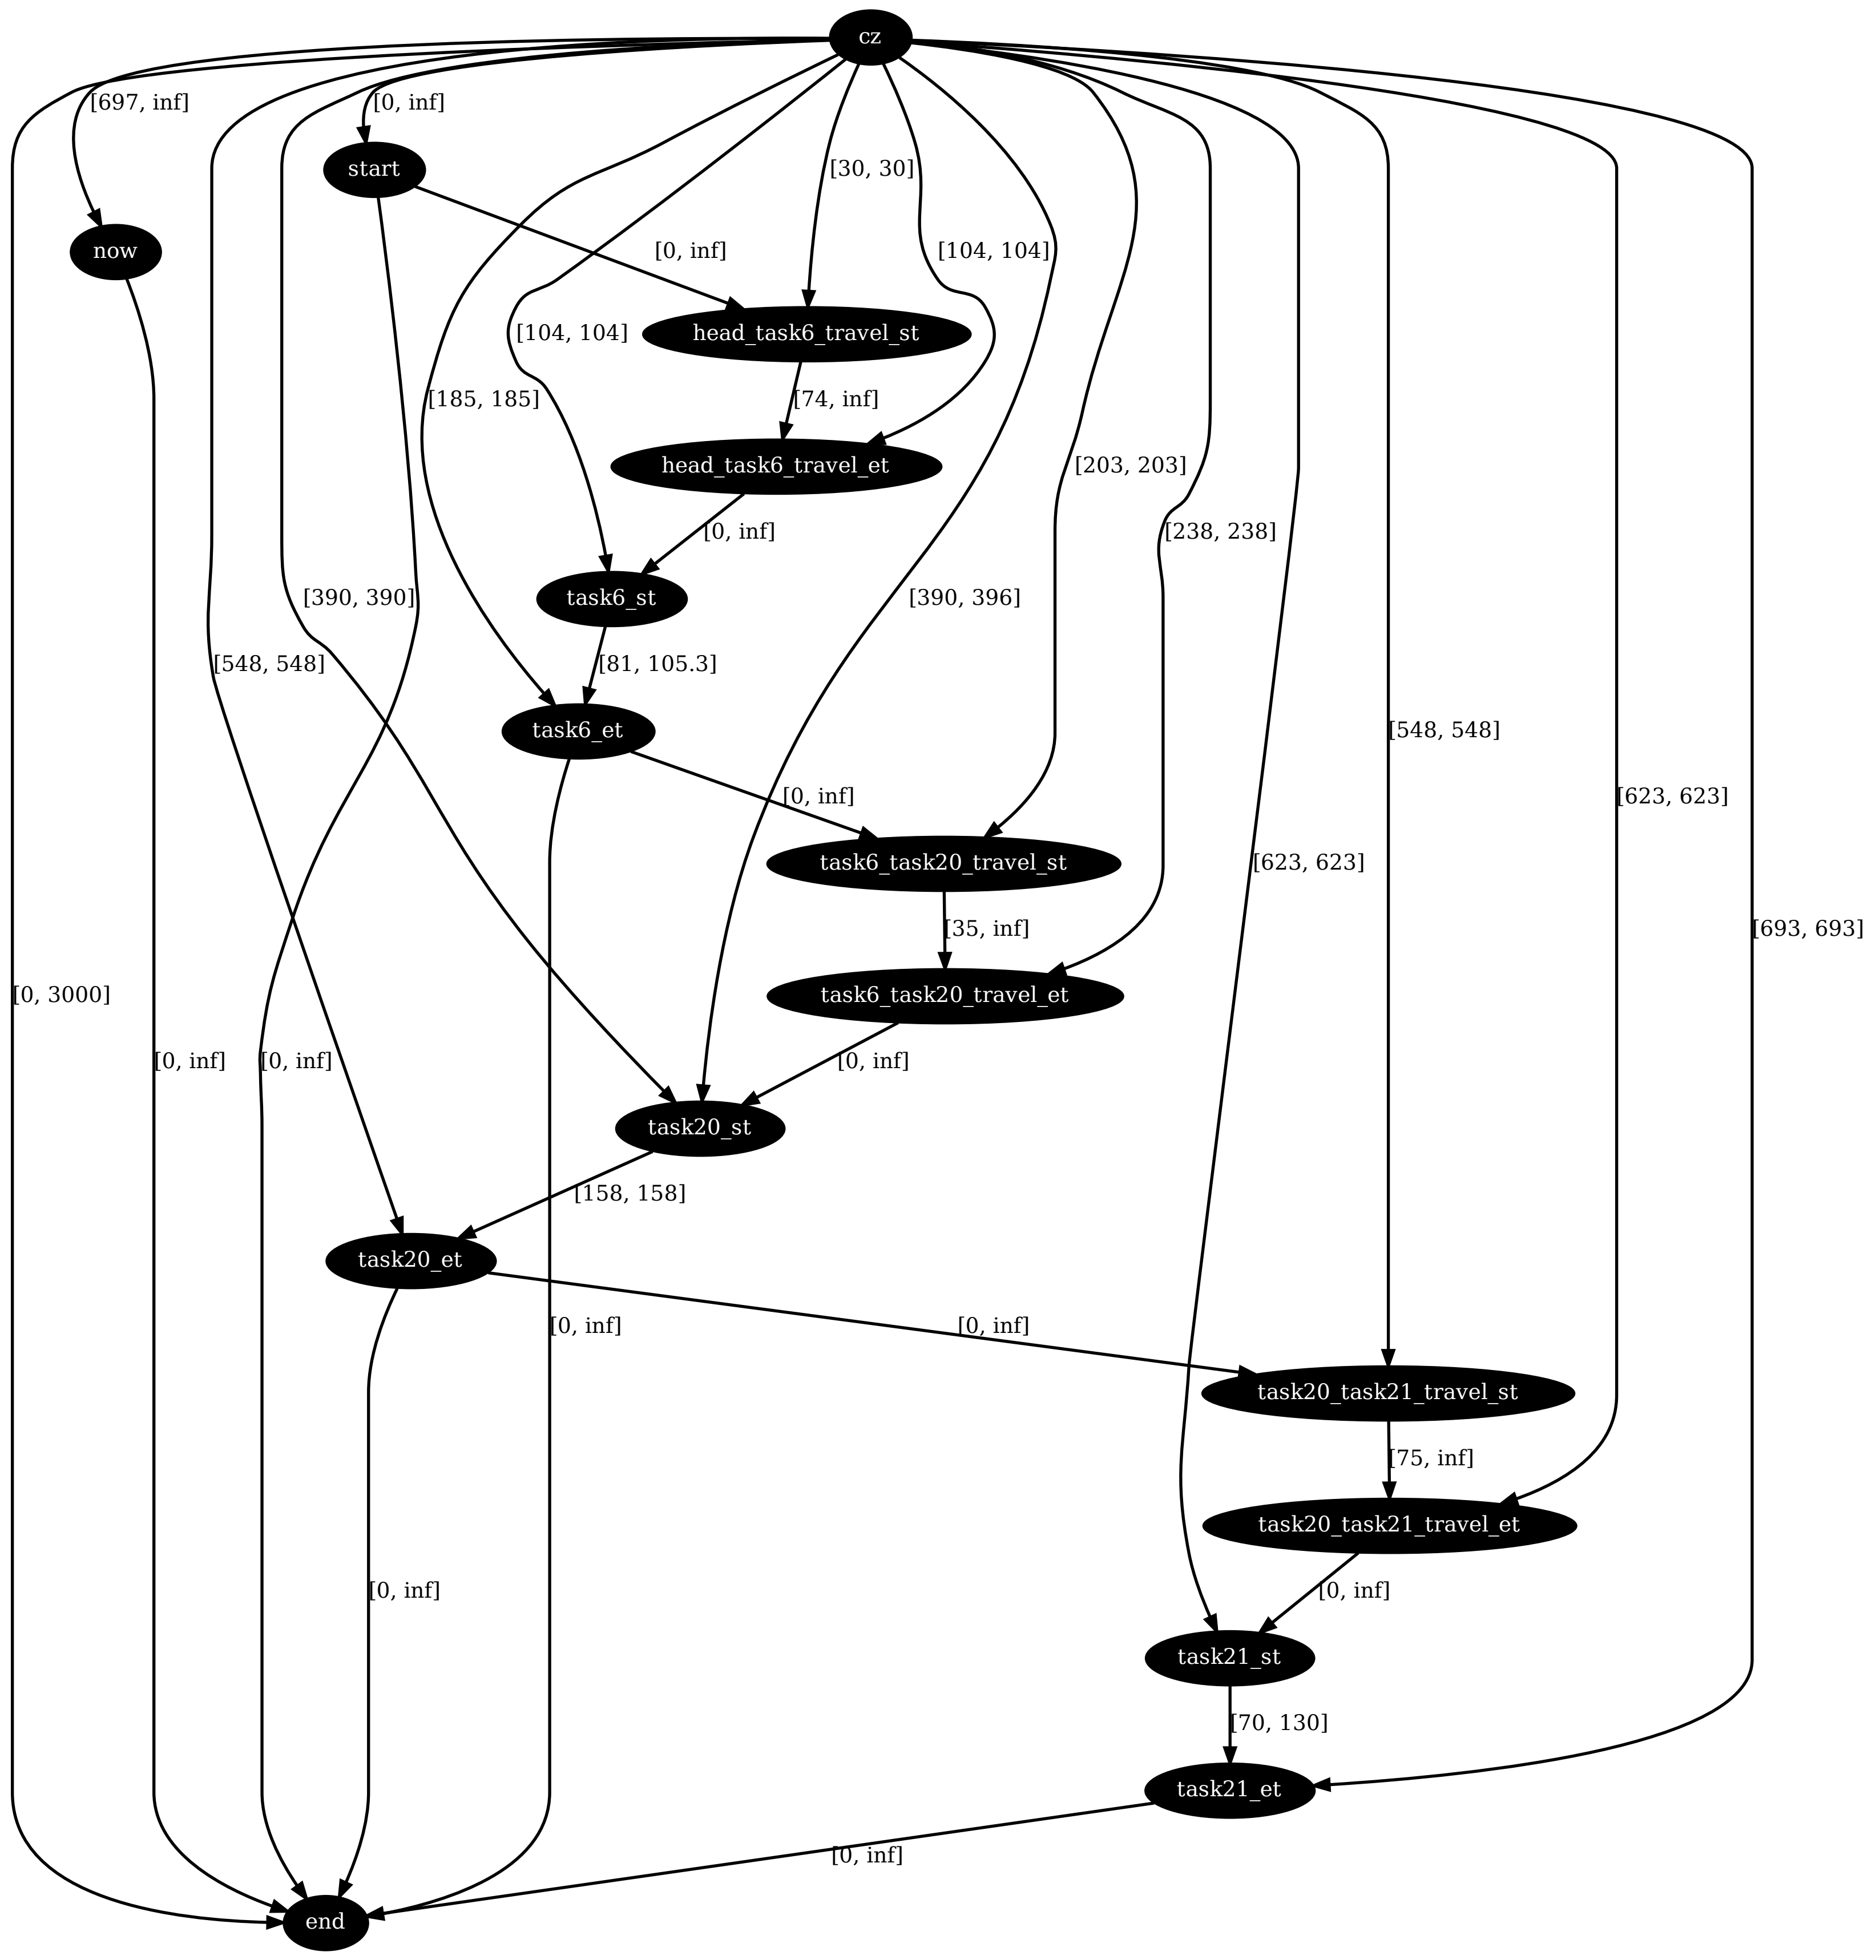 cz
[697, inf]
[0, inf]
start
[30, 30]
now
[0, inf]
[104, 104]
[104, 104]
head_task6_travel_st
[185, 185]
[74, inf]
head_task6_travel_et
[203, 203]
[0, inf]
[238, 238]
[390, 390]
task6_st
[390, 396]
[548, 548]
[81, 105.3]
task6_et
[548, 548]
[0, inf]
[623, 623]
task6_task20_travel_st
[623, 623]
[35, inf]
[693, 693]
[0, 3000]
task6_task20_travel_et
[0, inf]
[0, inf]
[0, inf]
task20_st
[158, 158]
task20_et
[0, inf]
[0, inf]
task20_task21_travel_st
[75, inf]
task20_task21_travel_et
[0, inf]
[0, inf]
task21_st
[70, 130]
task21_et
[0, inf]
end